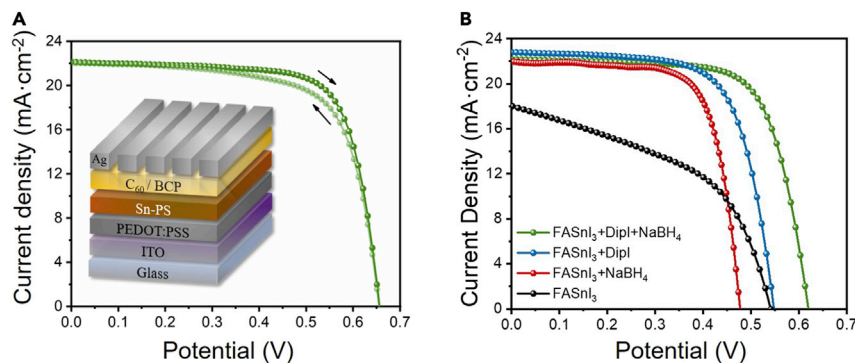 A
Current density (mA·cm⁻²)
24
20
16
12
8
4
0
0.0 0.1 0.2 0.3 0.4 0.5 0.6 0.7
Potential (V)
Ag
C₆₀ / BCP
Sn-PS
PEDOT:PSS
ITO
Glass
B
Current Density (mA·cm⁻²)
24
20
16
12
8
4
0
0.0 0.1 0.2 0.3 0.4 0.5 0.6 0.7
Potential (V)
FASnI₃+DipI+NaBH₄
FASnI₃+DipI
FASnI₃+NaBH₄
FASnI₃